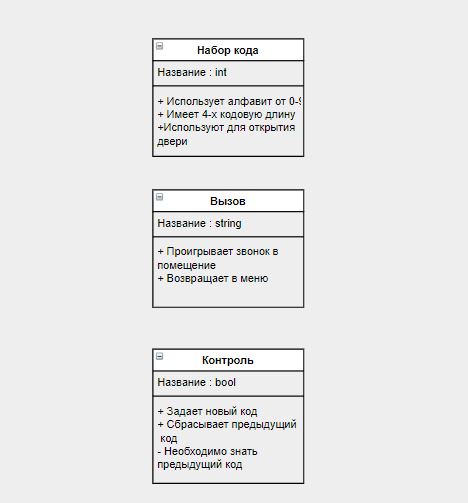 Набор кода
Название : int
+ Использует алфавит от 0-9
+ Имеет 4-х кодовую длину
+Используют для открытия
двери
Вызов
Название : string
+ Проигрывает звонок в
помещение
+ Возвращает в меню
Контроль
Название : bool
+ Задает новый код
+ Сбрасывает предыдущий
код
- Необходимо знать
предыдущий код